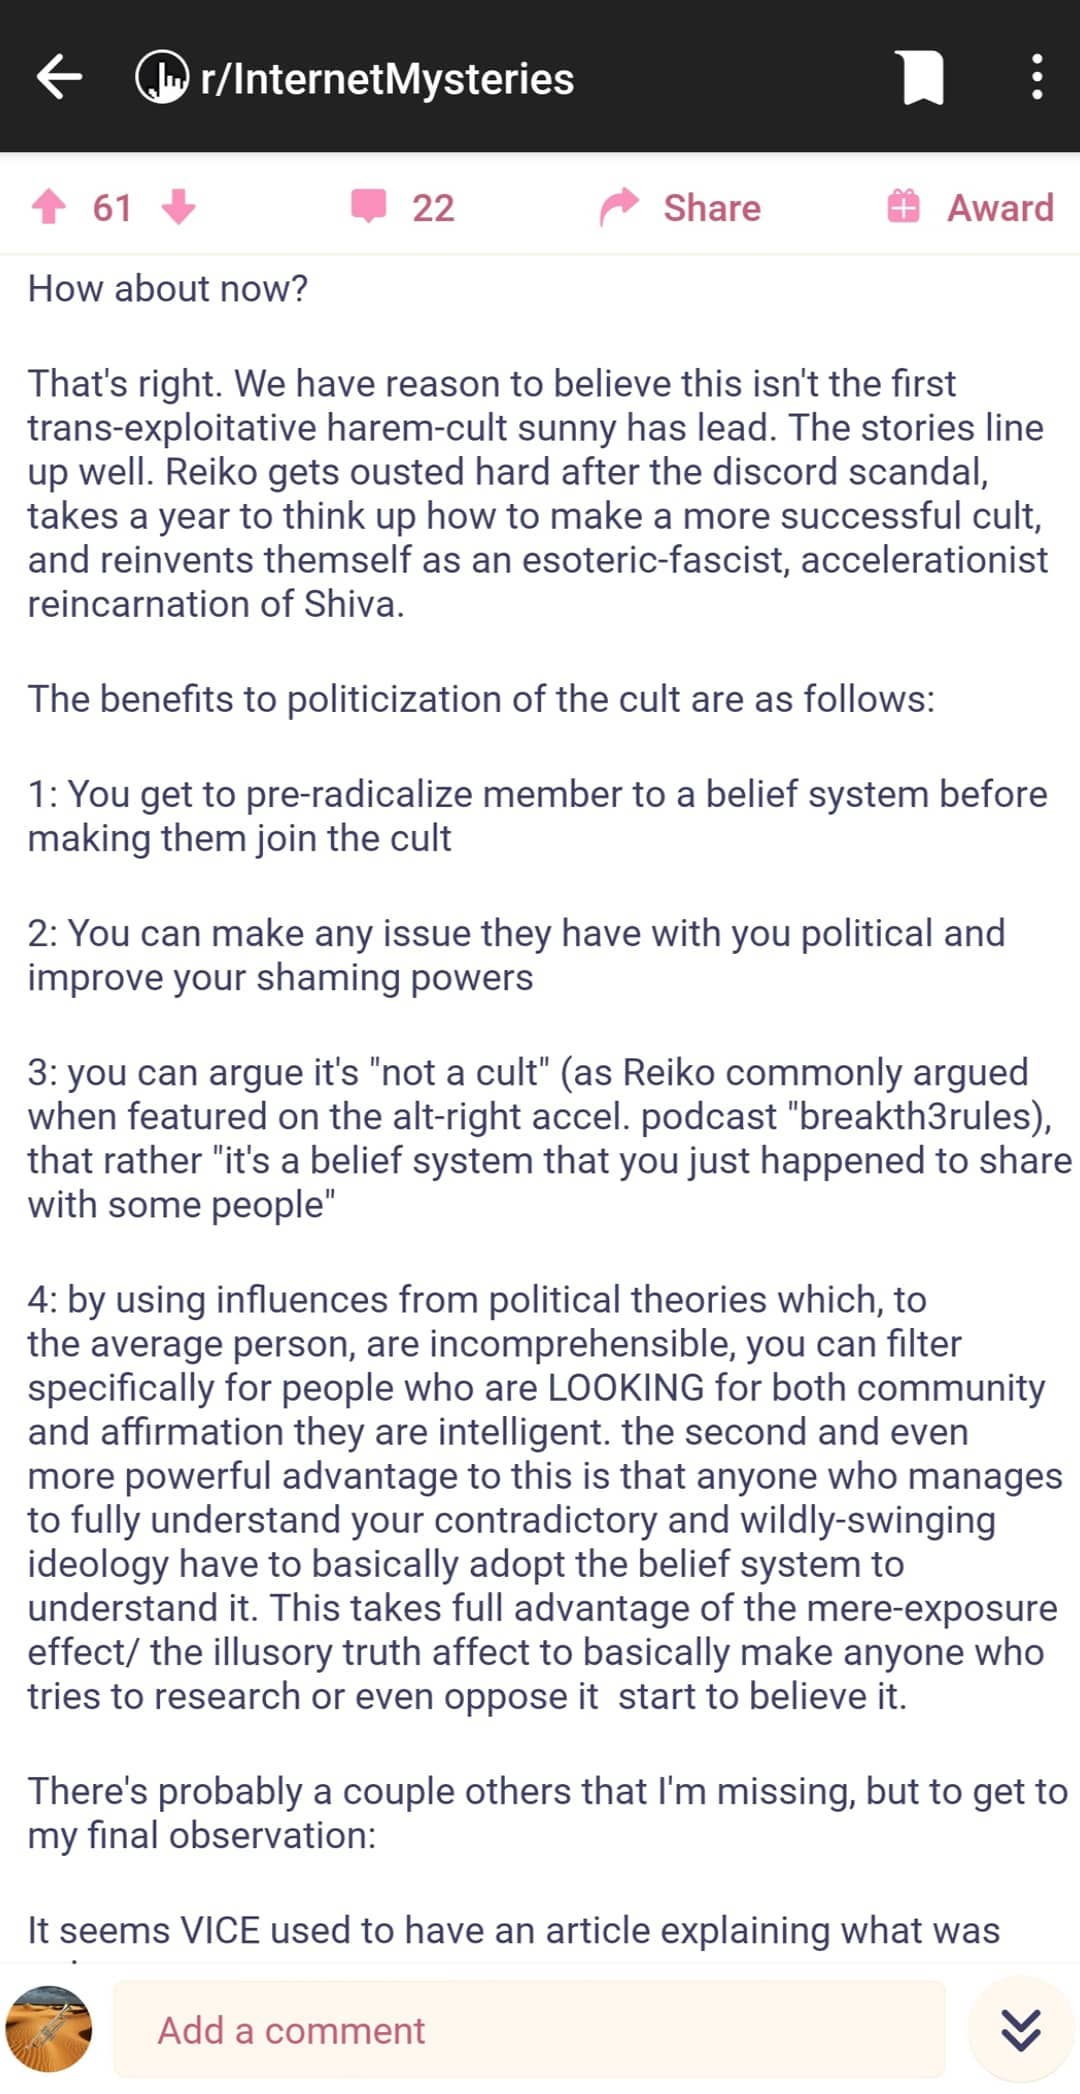 r/InternetMysteries
61
22
Share
Award
How about now?
That's right. We have reason to believe this isn't the first
trans-exploitative harem-cult sunny has lead. The stories line
up well. Reiko gets ousted hard after the discord scandal,
takes a year to think up how to make a more successful cult,
and reinvents themself as an esoteric-fascist, accelerationist
reincarnation of Shiva.
The benefits to politicization of the cult are as follows:
1: You get to pre-radicalize member to a belief system before
making them join the cult
2: You can make any issue they have with you political and
improve your shaming powers
3: you can argue it's "not a cult" (as Reiko commonly argued
when featured on the alt-right accel. podcast "breakth3rules),
that rather "it's a belief system that you just happened to share
with some people"
4: by using influences from political theories which, to
the average person, are incomprehensible, you can filter
specifically for people who are LOOKING for both community
and affirmation they are intelligent. the second and even
more powerful advantage to this is that anyone who manages
to fully understand your contradictory and wildly-swinging
ideology have to basically adopt the belief system to
understand it. This takes full advantage of the mere-exposure
effect/ the illusory truth affect to basically make anyone who
tries to research or even oppose it  start to believe it.
There's probably a couple others that I'm missing, but to get to
my final observation:
It seems VICE used to have an article explaining what was
Add a comment